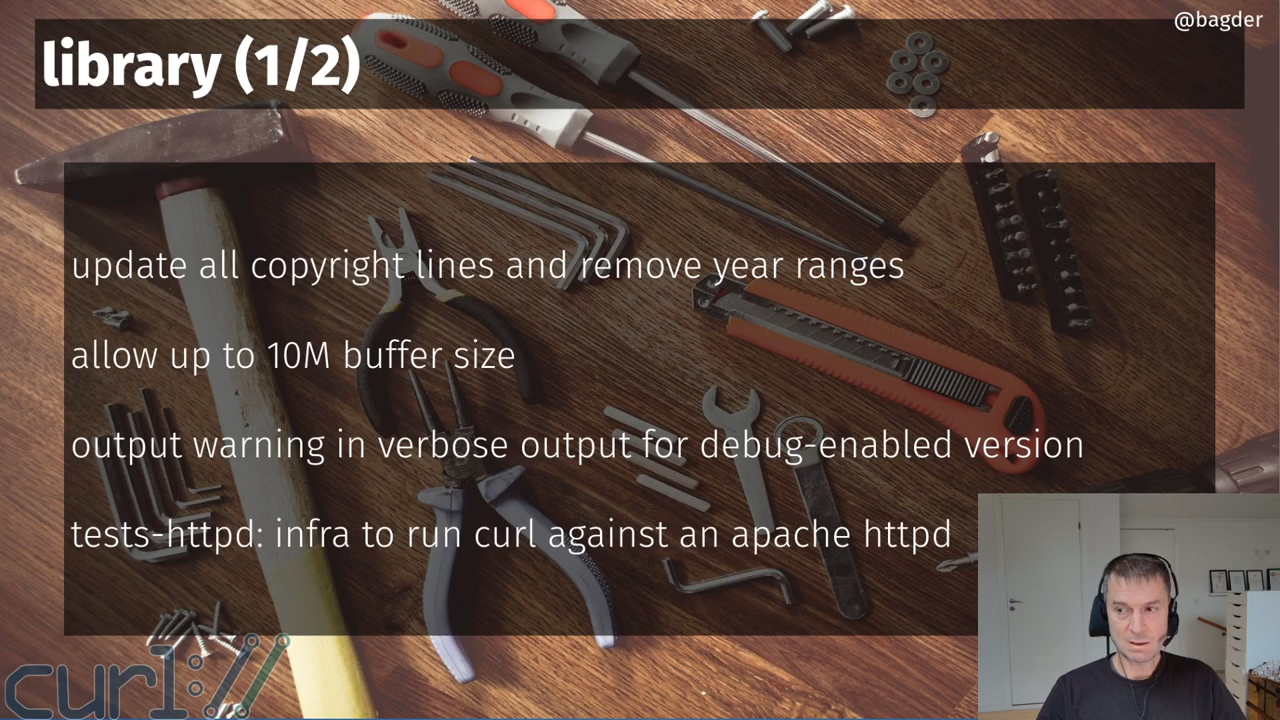 @bagder
library (1/2)
update all copyright lines and remove year ranges
allow up to 10M buffer size
output warning in verbose output for debug-enabled version
tests-httpd: infra to run curl against an apache httpd
curl://